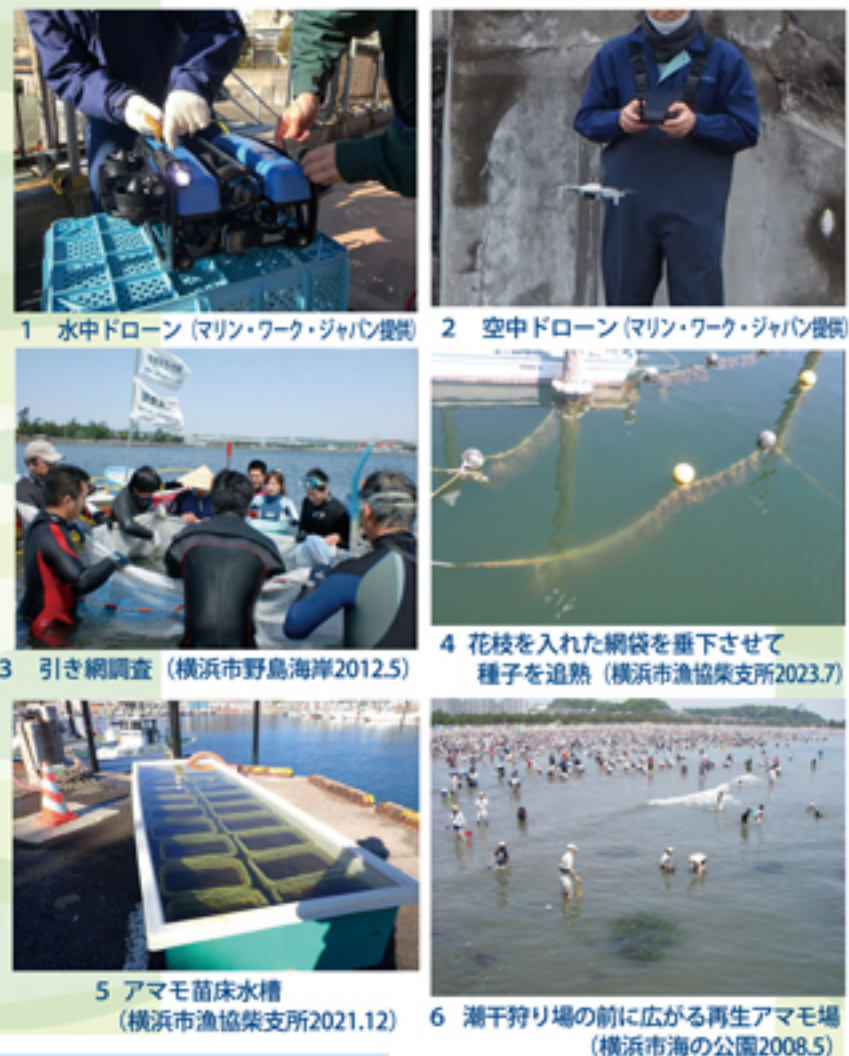 1 水中ドローン(マリン・ワーク・ジャパン提供)
2 空中ドローン(マリン・ワーク・ジャパン提供)
3 引き網調査(横浜市野島海岸2012.5)
4 花枝を入れた網袋を垂下させて
種子を追熟(横浜市漁協柴支所2023.7)
5 アマモ苗床水槽
(横浜市漁協柴支所2021.12)
6 潮干狩り場の前に広がる再生アマモ場
(横浜市海の公園2008.5)